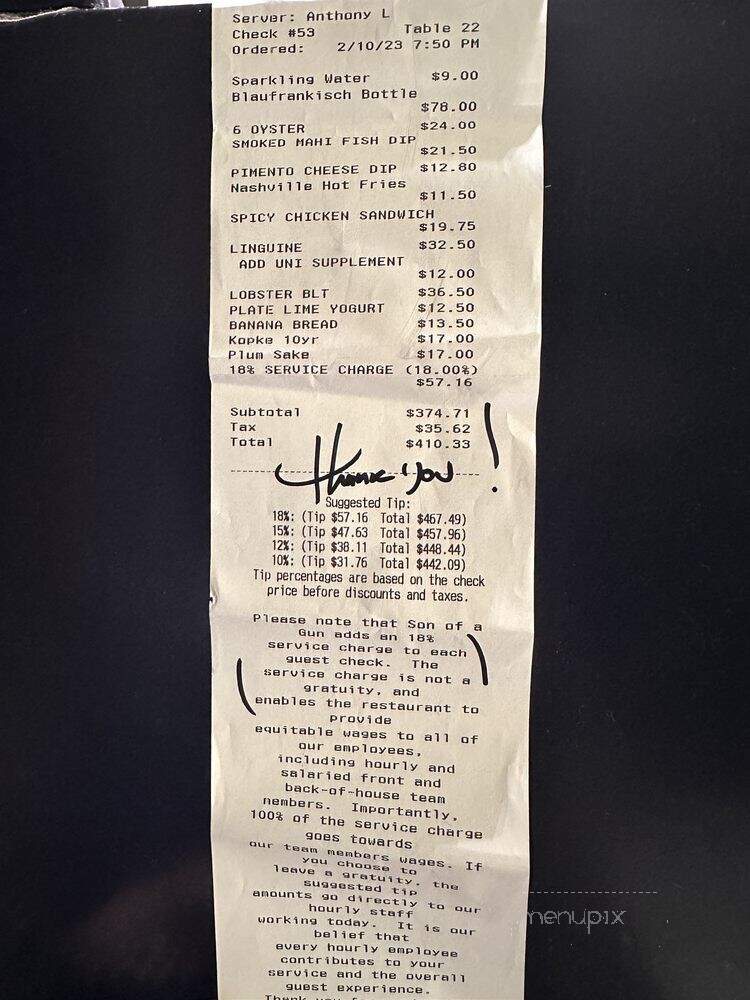 Server: Anthony L
Check #53 Table 22
Ordered: 2/10/23 7:50 PM
Sparkling Water $9.00
Blaufrankisch Bottle
$78.00
6 OYSTER $24.00
SMOKED MAHI FISH DIP
$21.50
PIMENTO CHEESE DIP $12.80
Nashville Hot Fries
$11.50
SPICY CHICKEN SANDWICH
$19.75
LINGUINE $32.50
ADD UNI SUPPLEMENT
$12.00
LOBSTER BLT $36.50
PLATE LIME YOGURT $12.50
BANANA BREAD $13.50
Kopke 10yr $17.00
Plum Sake $17.00
18% SERVICE CHARGE (18.00%)
$57.16
Subtotal $374.71
Tax $35.62
Total $410.33
Thank You !
Suggested Tip:
18%: (Tip $57.16 Total $467.49)
15%: (Tip $47.63 Total $457.96)
12%: (Tip $38.11 Total $448.44)
10%: (Tip $31.76 Total $442.09)
Tip percentages are based on the check
price before discounts and taxes.
Please note that Son of a
Gun adds an 18%
service charge to each
guest check. The
service charge is not a
gratuity, and
enables the restaurant to
provide
equitable wages to all of
our employees,
including hourly and
salaried front and
back-of-house team
members. Importantly,
100% of the service charge
goes towards
our team members wages. If
you choose to
leave a gratuity, the
suggested tip
amounts go directly to our
hourly staff
working today. It is our
belief that
every hourly employee
contributes to your
service and the overall
guest experience.
menupix